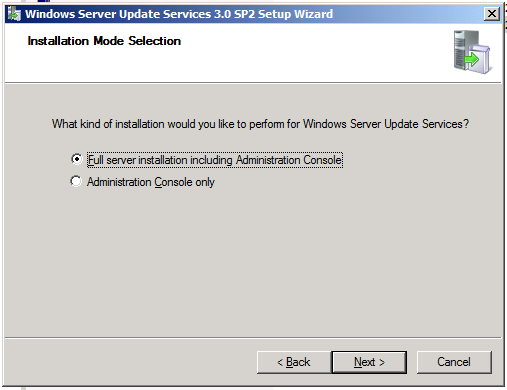 Windows Server Update Services 3.0 SP2 Setup Wizard
Installation Mode Selection
What kind of installation would you like to perform for Windows Server Update Services?
Full server installation including Administration Console
Administration Console only
< Back
Next >
Cancel